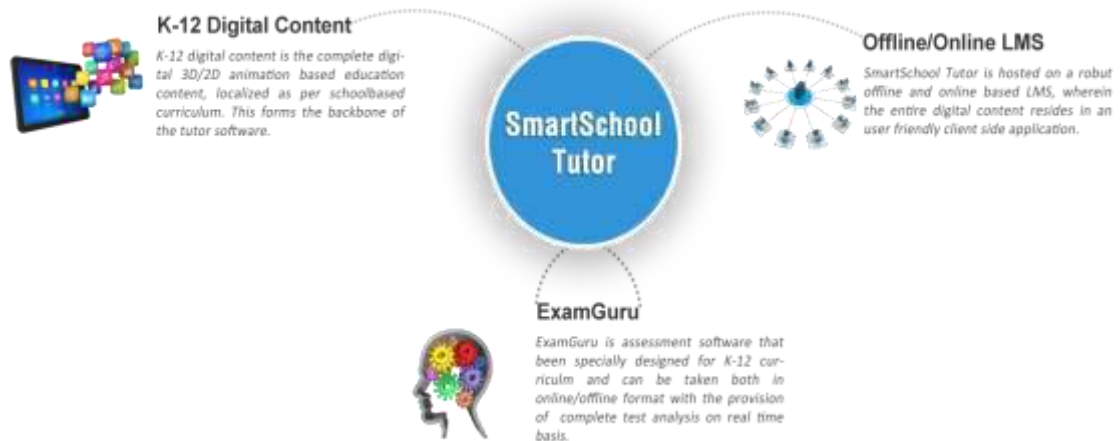 K-12 Digital Content
K-12 digital content is the complete digi-
tal 3D/2D animation based education
content, localized as per schoolbased
curriculum. This forms the backbone of
the tutor software.
SmartSchool
Tutor
Offline/Online LMS
SmartSchool Tutor is hosted on a robut
offline and online based LMS, wherein
the entire digital content resides in an
user friendly client side application.
ExamGuru
ExamGuru is assessment software that
been specially designed for K-12 cur-
riculm and can be taken both in
online/offline format with the provision
of complete test analysis on real time
basis.